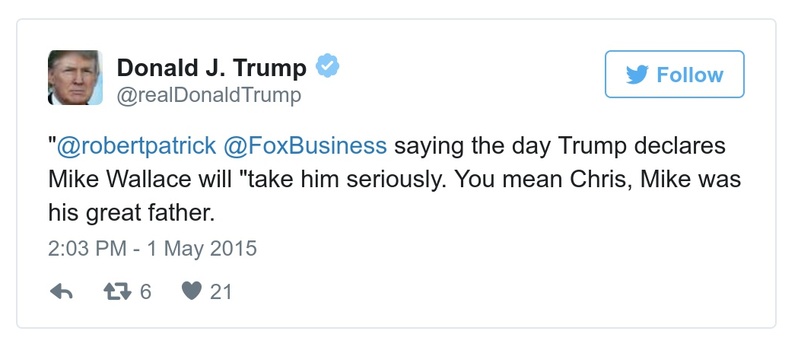 Donald J. Trump
@realDonaldTrump
Follow
"@robertpatrick @FoxBusiness saying the day Trump declares
Mike Wallace will "take him seriously. You mean Chris, Mike was
his great father.
2:03 PM - 1 May 2015
6 21